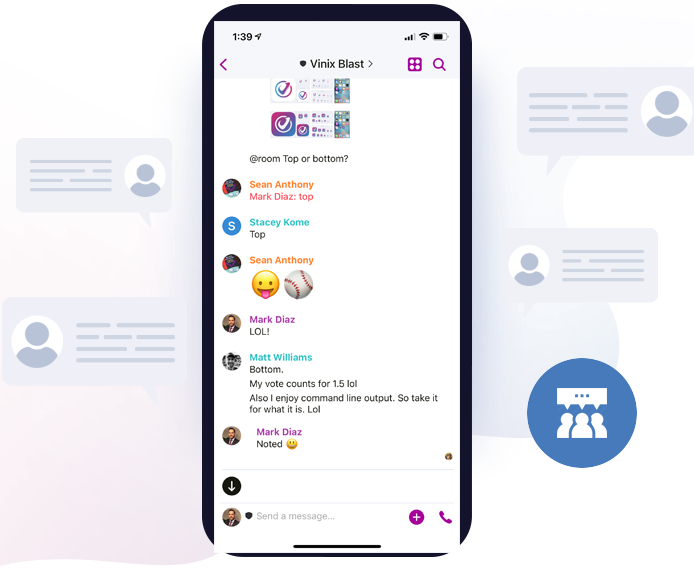 1:39
Vinix Blast
@room Top or bottom?
Sean Anthony
Mark Diaz: top
S
Stacey Kome
Top
Sean Anthony
😛⚾
Mark Diaz
LOL!
Matt Williams
Bottom.
My vote counts for 1.5 lol
Also I enjoy command line output. So take it
for what it is. Lol
Mark Diaz
Noted 😃
Send a message...